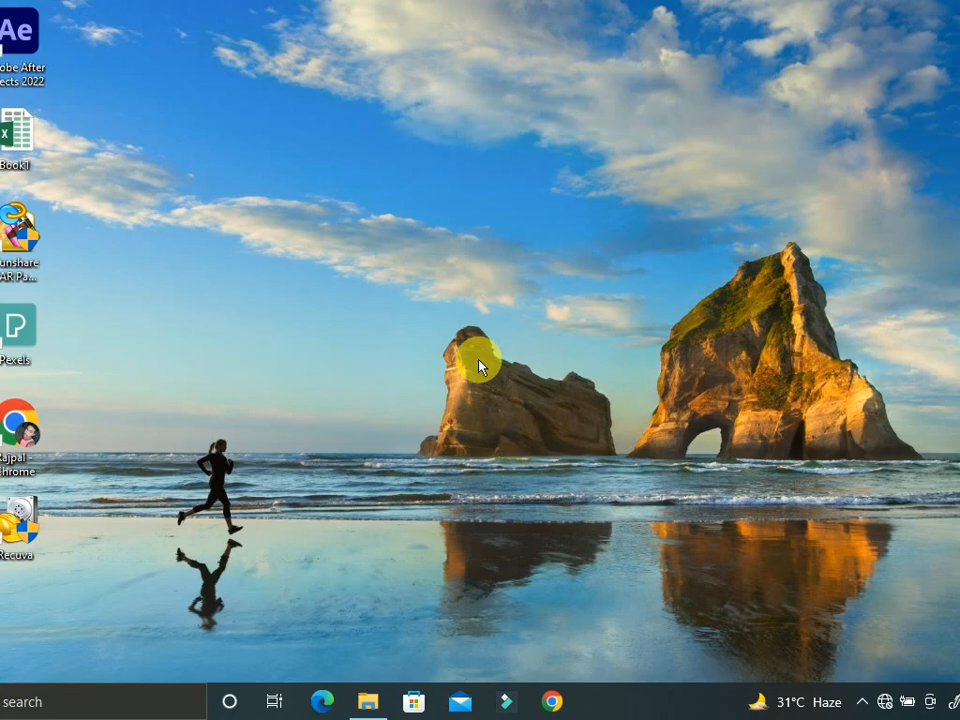 Ae
obe After
ects 2022
X
Book1
unshare
AR Pa...
P
Pexels
Rajpal -
hrome
Recuva
search
31°C Haze